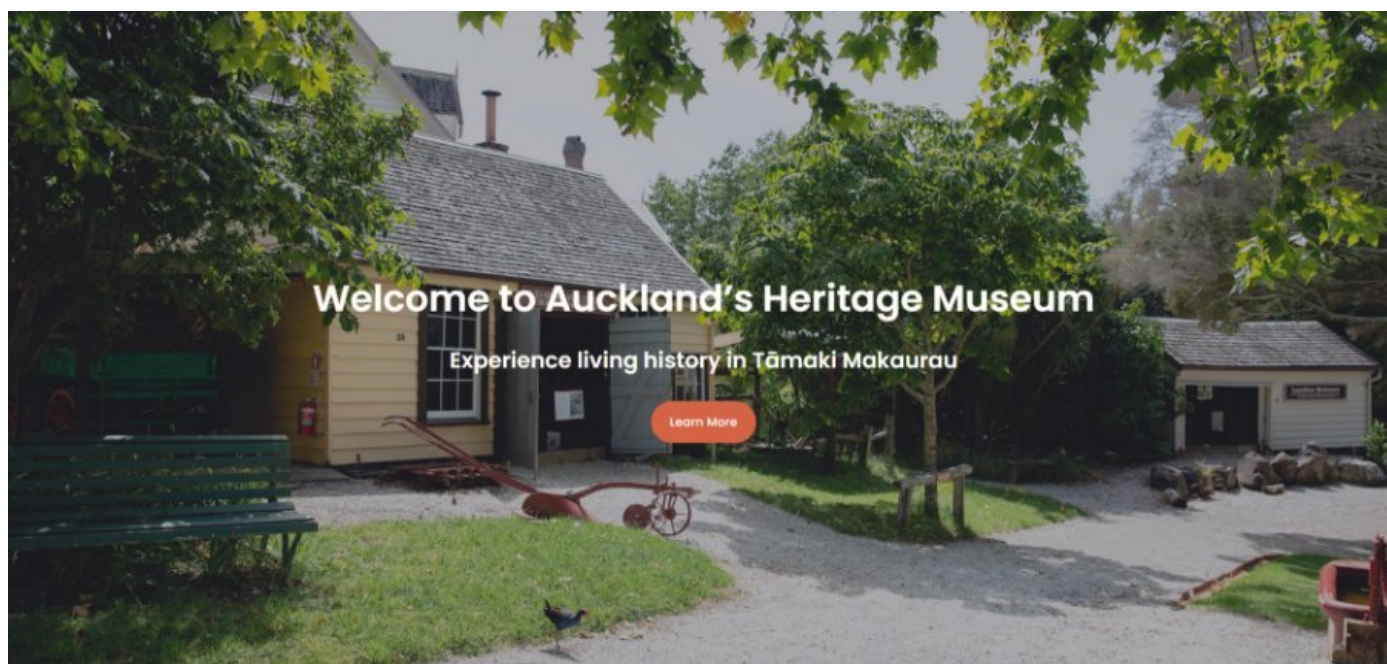 Welcome to Auckland’s Heritage Museum
Experience living history in Tāmaki Makaurau
Learn More